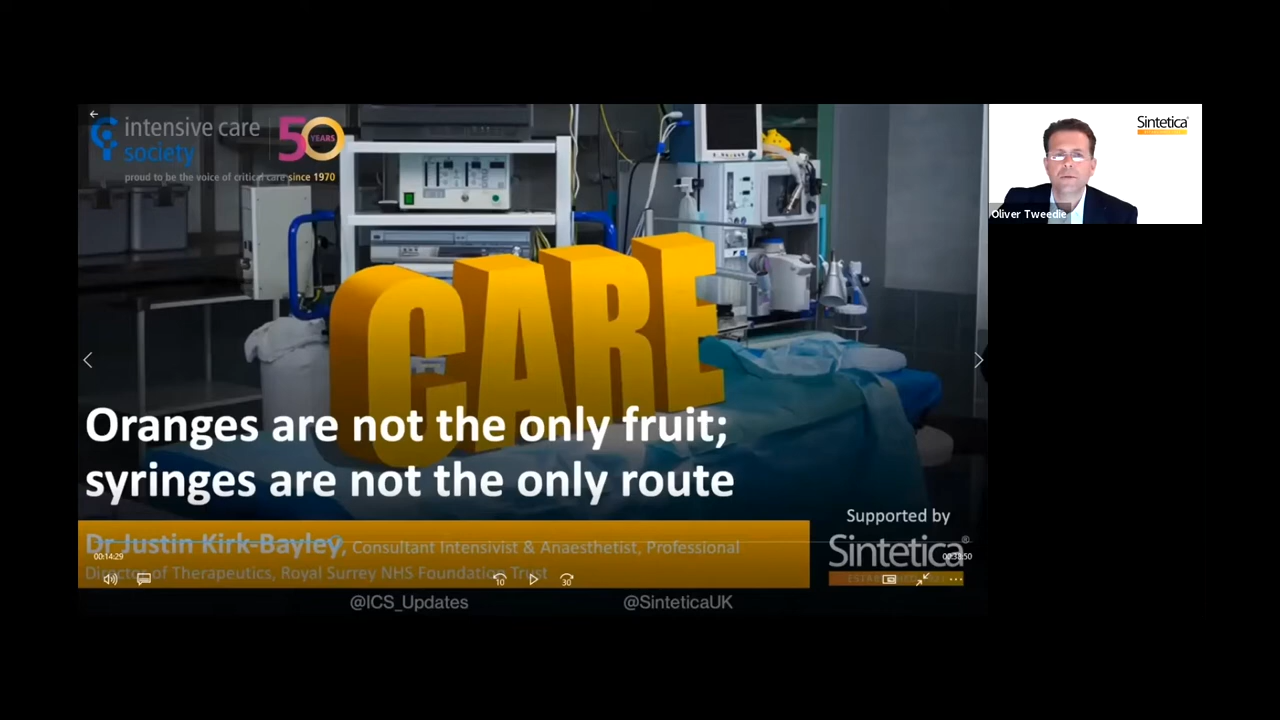 intensive care
society
50
YEARS
proud to be the voice of critical care since 1970
CARE
Sintetica®
Oliver Tweedie
Oranges are not the only fruit;
syringes are not the only route
Dr Justin Kirk-Bayley, Consultant Intensivist & Anaesthetist, Professional
Director of Therapeutics, Royal Surrey NHS Foundation Trust
Supported by
Sintetica®
00:14:29
00:38:50
10
30
@ICS_Updates
@SinteticaUK